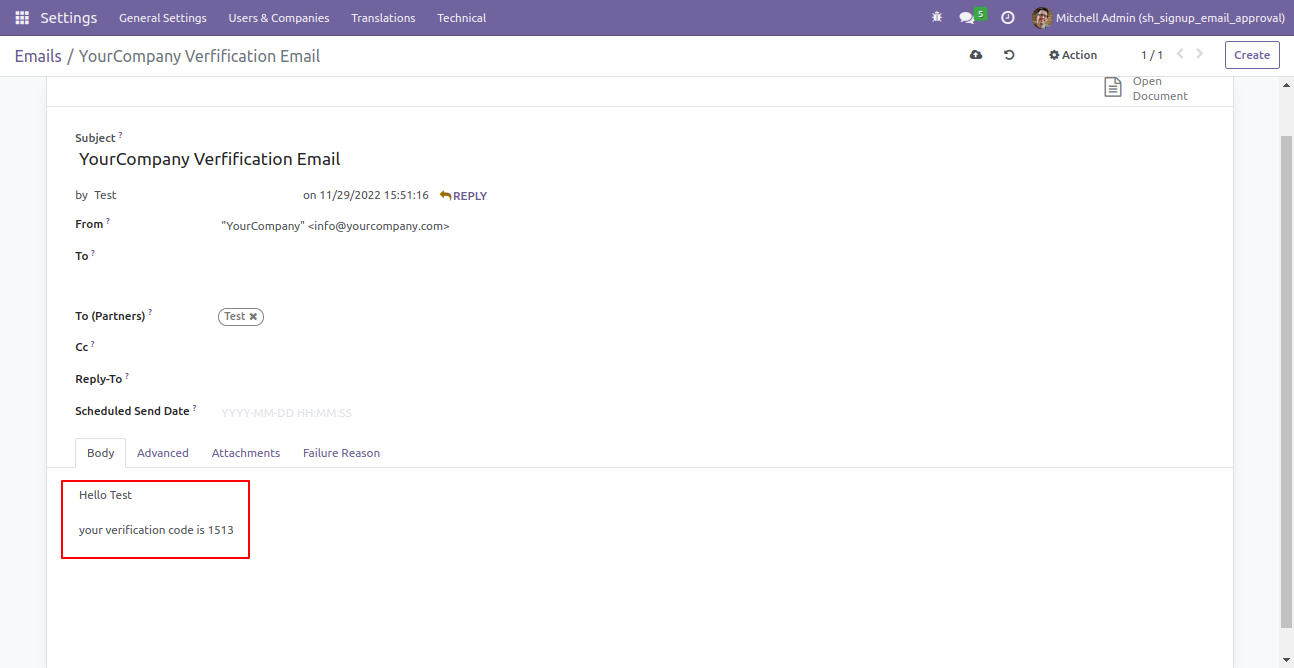 Settings General Settings Users & Companies Translations Technical 5 Mitchell Admin (sh_signup_email_approval)
Emails / YourCompany Verfification Email Action 1 / 1 Create
Open
Document
Subject ?
YourCompany Verfification Email
by Test on 11/29/2022 15:51:16 REPLY
From ? "YourCompany" <info@yourcompany.com>
To ?
To (Partners) ? Test ✖
Cc ?
Reply-To ?
Scheduled Send Date ? YYYY-MM-DD HH:MM:SS
Body Advanced Attachments Failure Reason
Hello Test
your verification code is 1513